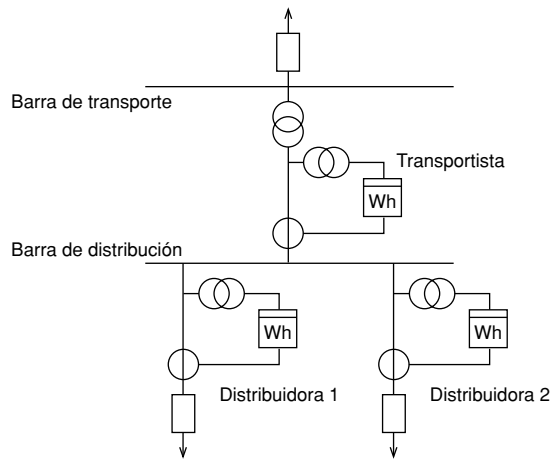 Barra de transporte
Transportista
Wh
Barra de distribución
Wh
Wh
Distribuidora 1
Distribuidora 2